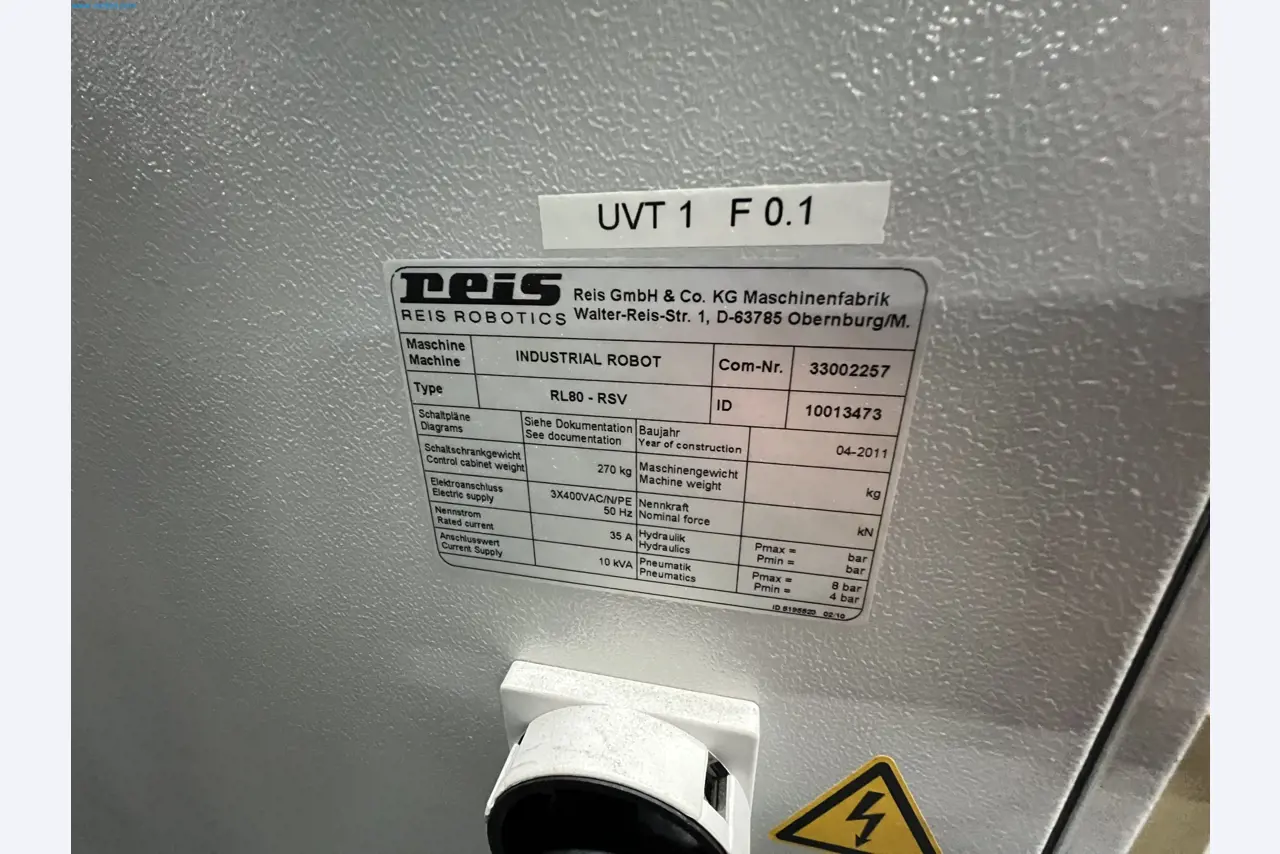 UVT 1 F 0.1
reis
REIS ROBOTICS
Reis GmbH & Co. KG Maschinenfabrik
Walter-Reis-Str. 1, D-63785 Obernburg/M.
Maschine
Machine
INDUSTRIAL ROBOT
Com-Nr.
33002257
Type
RL80 - RSV
ID
10013473
Schaltpläne
Diagrams
Siehe Dokumentation
See documentation
Baujahr
Year of construction
04-2011
Schaltschrankgewicht
Control cabinet weight
270 kg
Maschinengewicht
Machine weight
kg
Elektroanschluss
Electric supply
3X400VAC/N/PE
50 Hz
Nennkraft
Nominal force
kN
Nennstrom
Rated current
35 A
Hydraulik
Hydraulics
Pmax = bar
Pmin = bar
Anschlusswert
Current Supply
10 kVA
Pneumatik
Pneumatics
Pmax = 8 bar
Pmin = 4 bar
ID 02/10